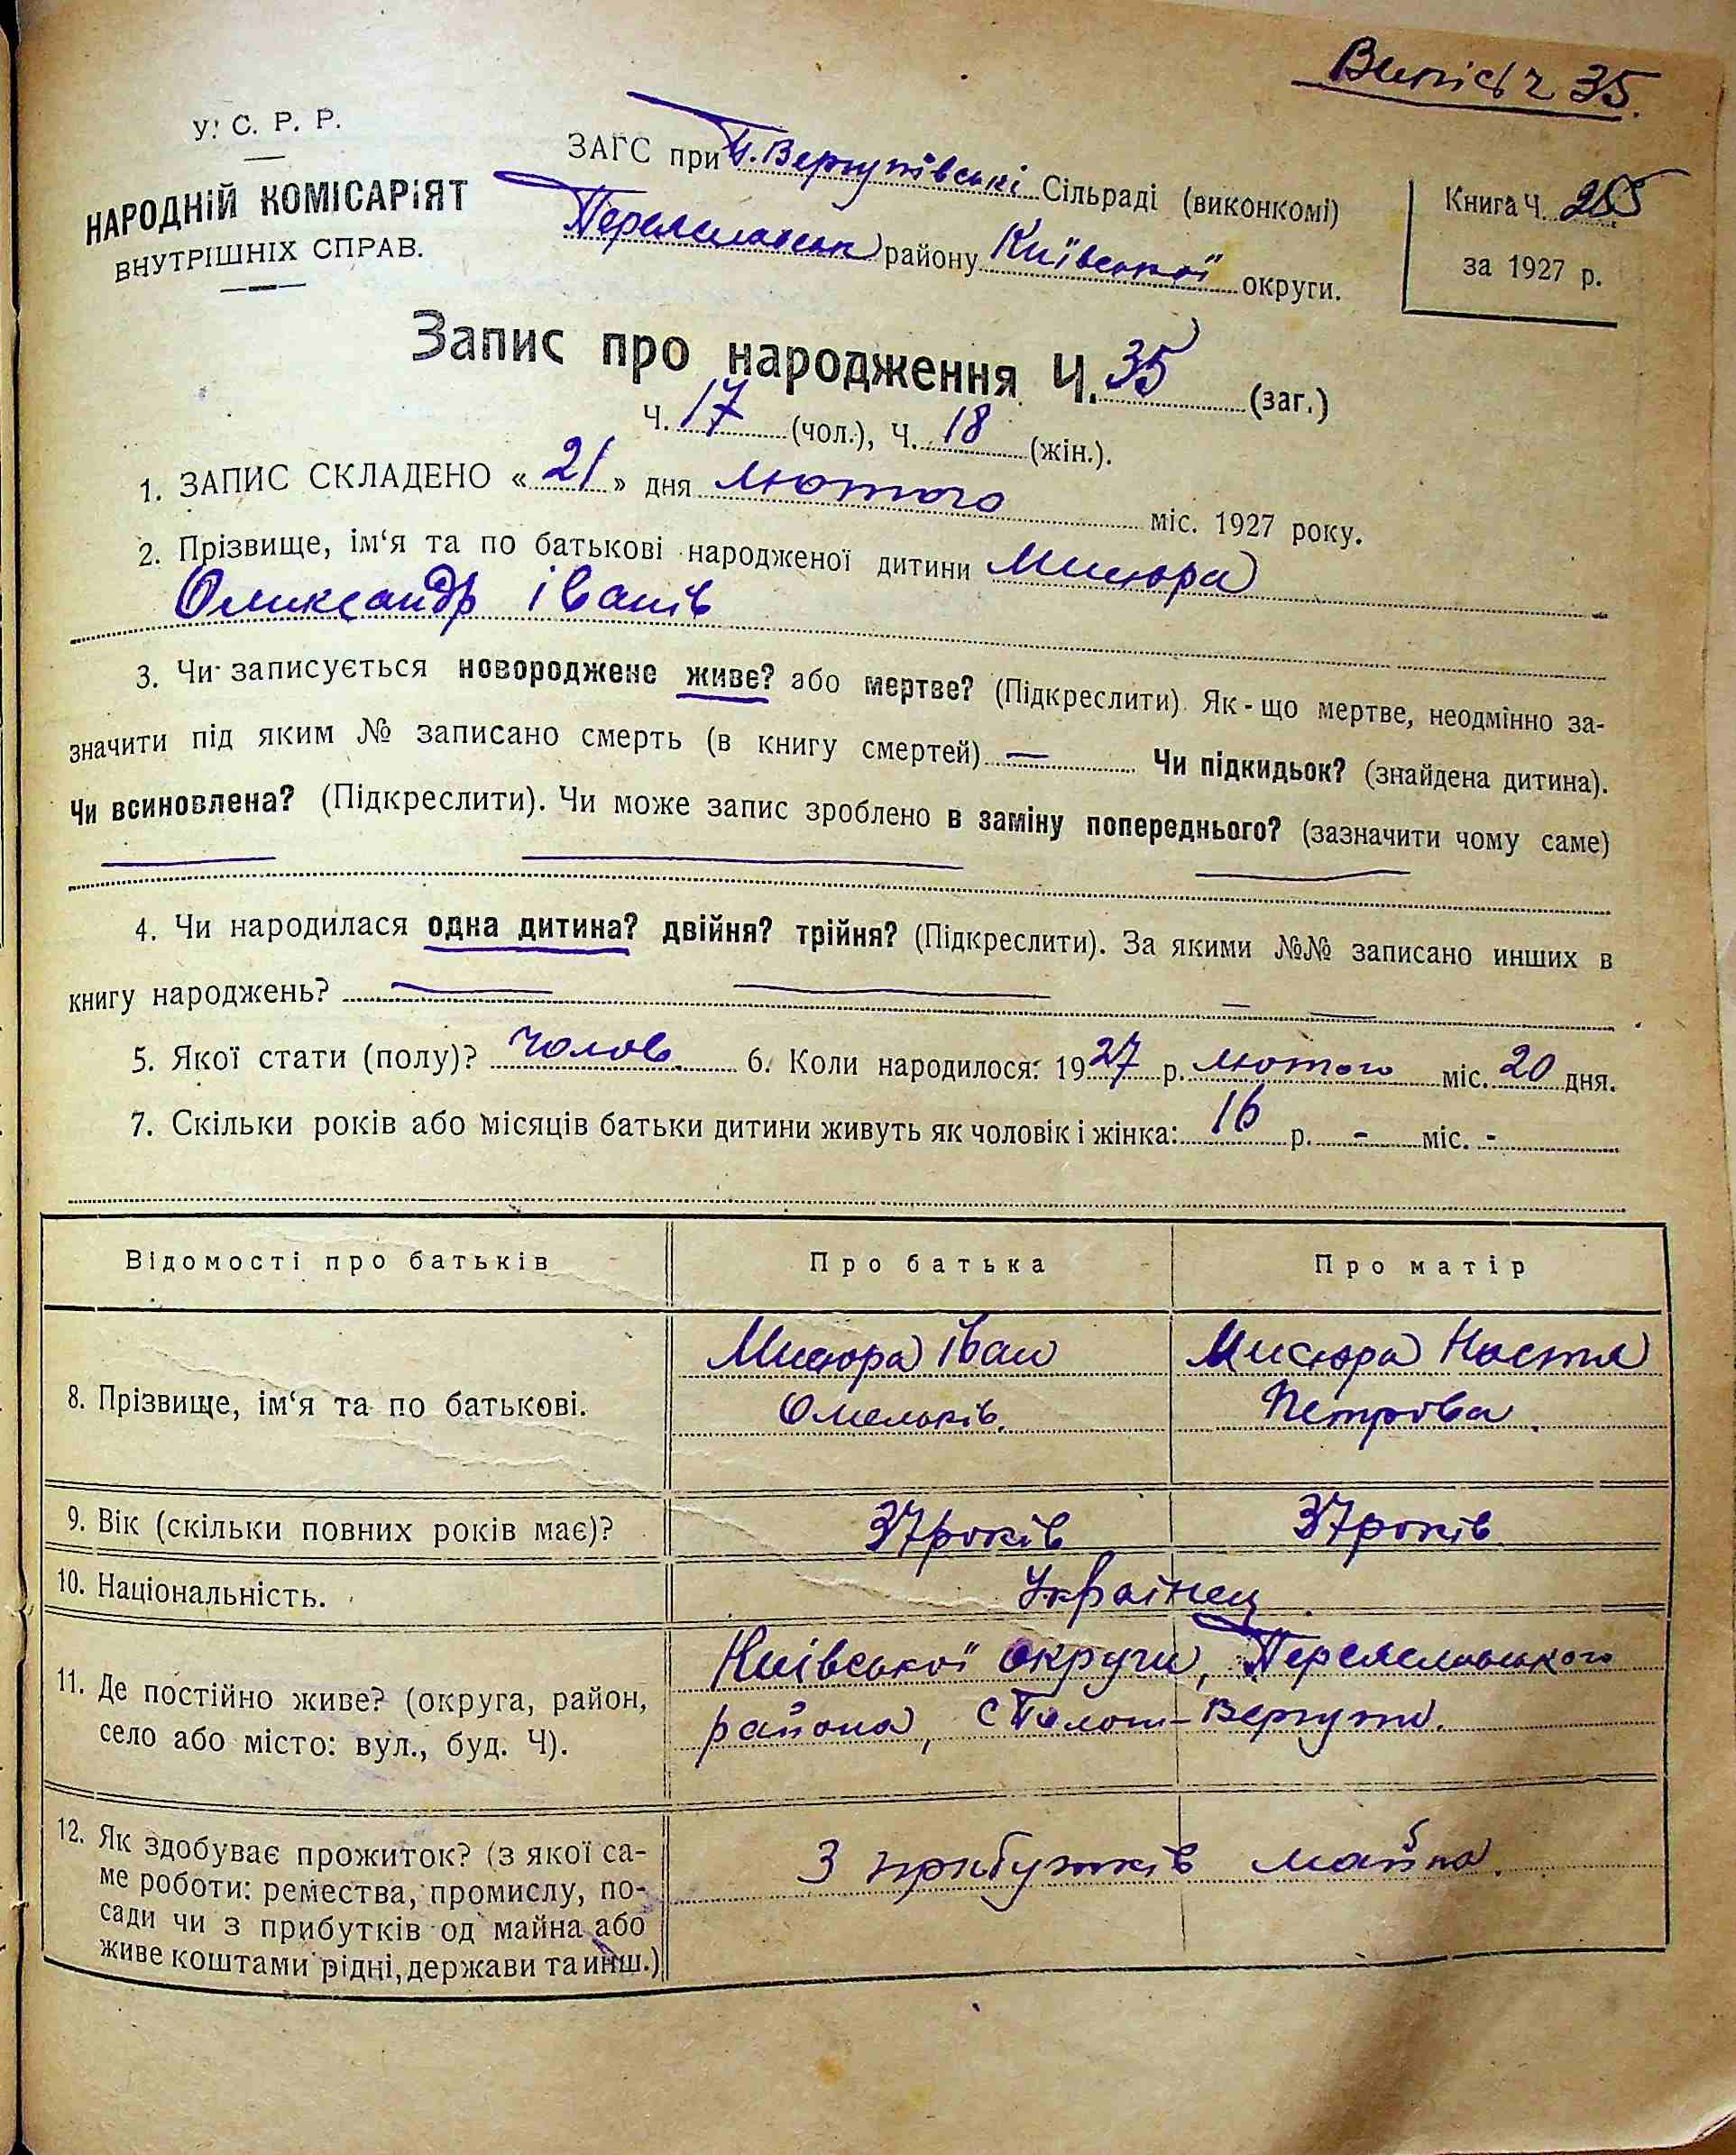 Випісь ч 35.
У. С. Р. Р.
НАРОДНІЙ КОМІСАРІЯТ
ВНУТРІШНІХ СПРАВ.
ЗАГС при П. Вергунівські Сільраді (виконкомі)
Переяславськ району Київської округи.
Книга Ч. 255
за 1927 р.
Запис про народження Ч. 35 (заг.)
Ч. 17 (чол.), Ч. 18 (жін.).
1. ЗАПИС СКЛАДЕНО « 21 » дня лютого міс. 1927 року.
2. Прізвище, ім‘я та по батькові народженої дитини Мисюра
Олександр Іванів
3. Чи записується новороджене живе? або мертве? (Підкреслити). Як-що мертве, неодмінно за-
значити під яким № записано смерть (в книгу смертей) — Чи підкидьок? (знайдена дитина).
Чи всиновлена? (Підкреслити). Чи може запис зроблено в заміну попереднього? (зазначити чому саме)
4. Чи народилася одна дитина? двійня? трійня? (Підкреслити). За якими №№ записано инших в
книгу народжень?
5. Якої стати (полу)? чолов. 6. Коли народилося: 1927 р. лютого міс. 20 дня.
7. Скільки років або місяців батьки дитини живуть як чоловік і жінка: 16 р. - міс. -
Відомості про батьків Про батька Про матір
8. Прізвище, ім‘я та по батькові.
Мисюра Іван
Омельків.
Мисюра Настя
Петрова.
9. Вік (скільки повних років має)? 37 років 37 років
10. Національність. Українец
11. Де постійно живе? (округа, район,
село або місто: вул., буд. Ч).
Київської округи, Переяславського
района, с Полож-Вергуни.
12. Як здобуває прожиток? (з якої са-
ме роботи: ремества, промислу, по-
сади чи з прибутків од майна або
живе коштами рідні, держави та инш.)
З прибутків майна.